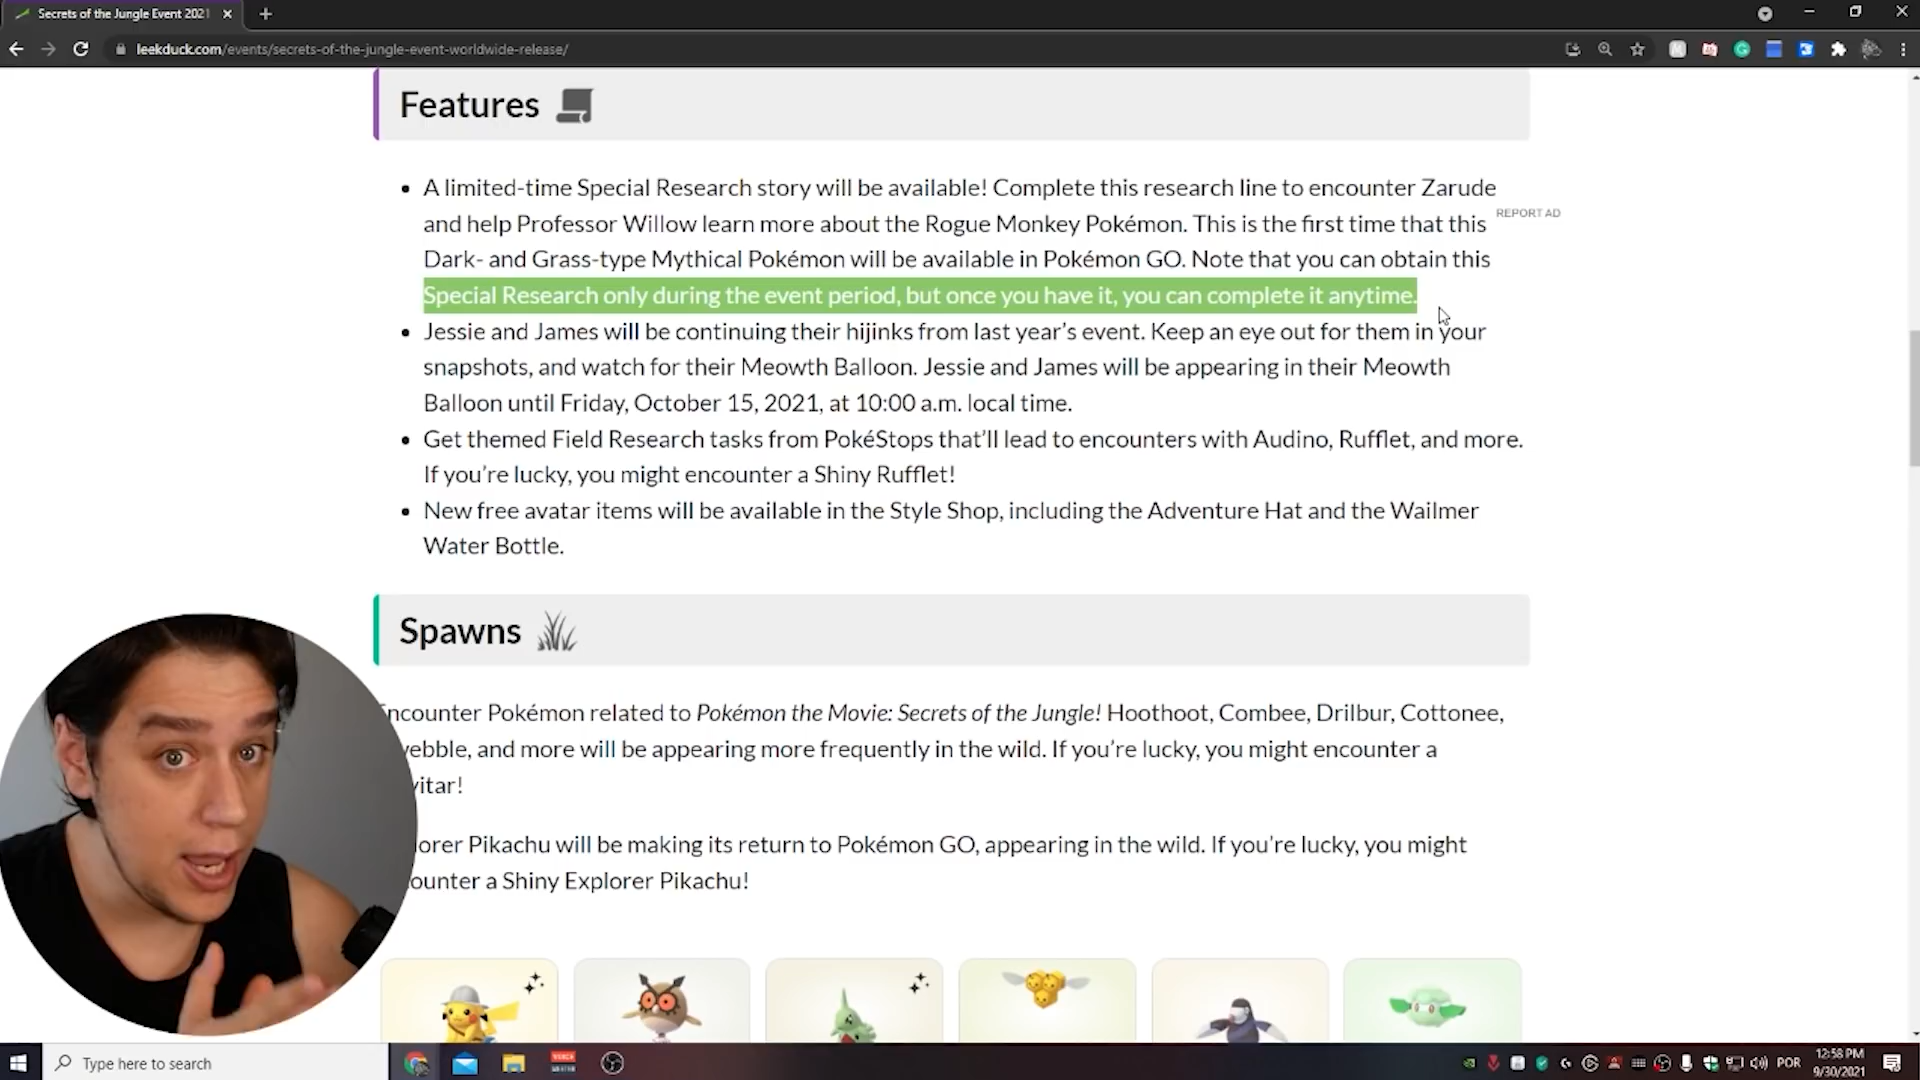 Secrets of the Jungle Event 2021
leekduck.com/events/secrets-of-the-jungle-event-worldwide-release/
Features
A limited-time Special Research story will be available! Complete this research line to encounter Zarude
and help Professor Willow learn more about the Rogue Monkey Pokémon. This is the first time that this
REPORT AD
Dark- and Grass-type Mythical Pokémon will be available in Pokémon GO. Note that you can obtain this
Special Research only during the event period, but once you have it, you can complete it anytime.
Jessie and James will be continuing their hijinks from last year's event. Keep an eye out for them in your
snapshots, and watch for their Meowth Balloon. Jessie and James will be appearing in their Meowth
Balloon until Friday, October 15, 2021, at 10:00 a.m. local time.
Get themed Field Research tasks from PokéStops that'll lead to encounters with Audino, Rufflet, and more.
If you're lucky, you might encounter a Shiny Rufflet!
New free avatar items will be available in the Style Shop, including the Adventure Hat and the Wailmer
Water Bottle.
Spawns
ncounter Pokémon related to Pokémon the Movie: Secrets of the Jungle! Hoothoot, Combee, Drilbur, Cottonee,
ebble, and more will be appearing more frequently in the wild. If you're lucky, you might encounter a
vitar!
lorer Pikachu will be making its return to Pokémon GO, appearing in the wild. If you're lucky, you might
ounter a Shiny Explorer Pikachu!
Type here to search
POR
12:58 PM
9/30/2021